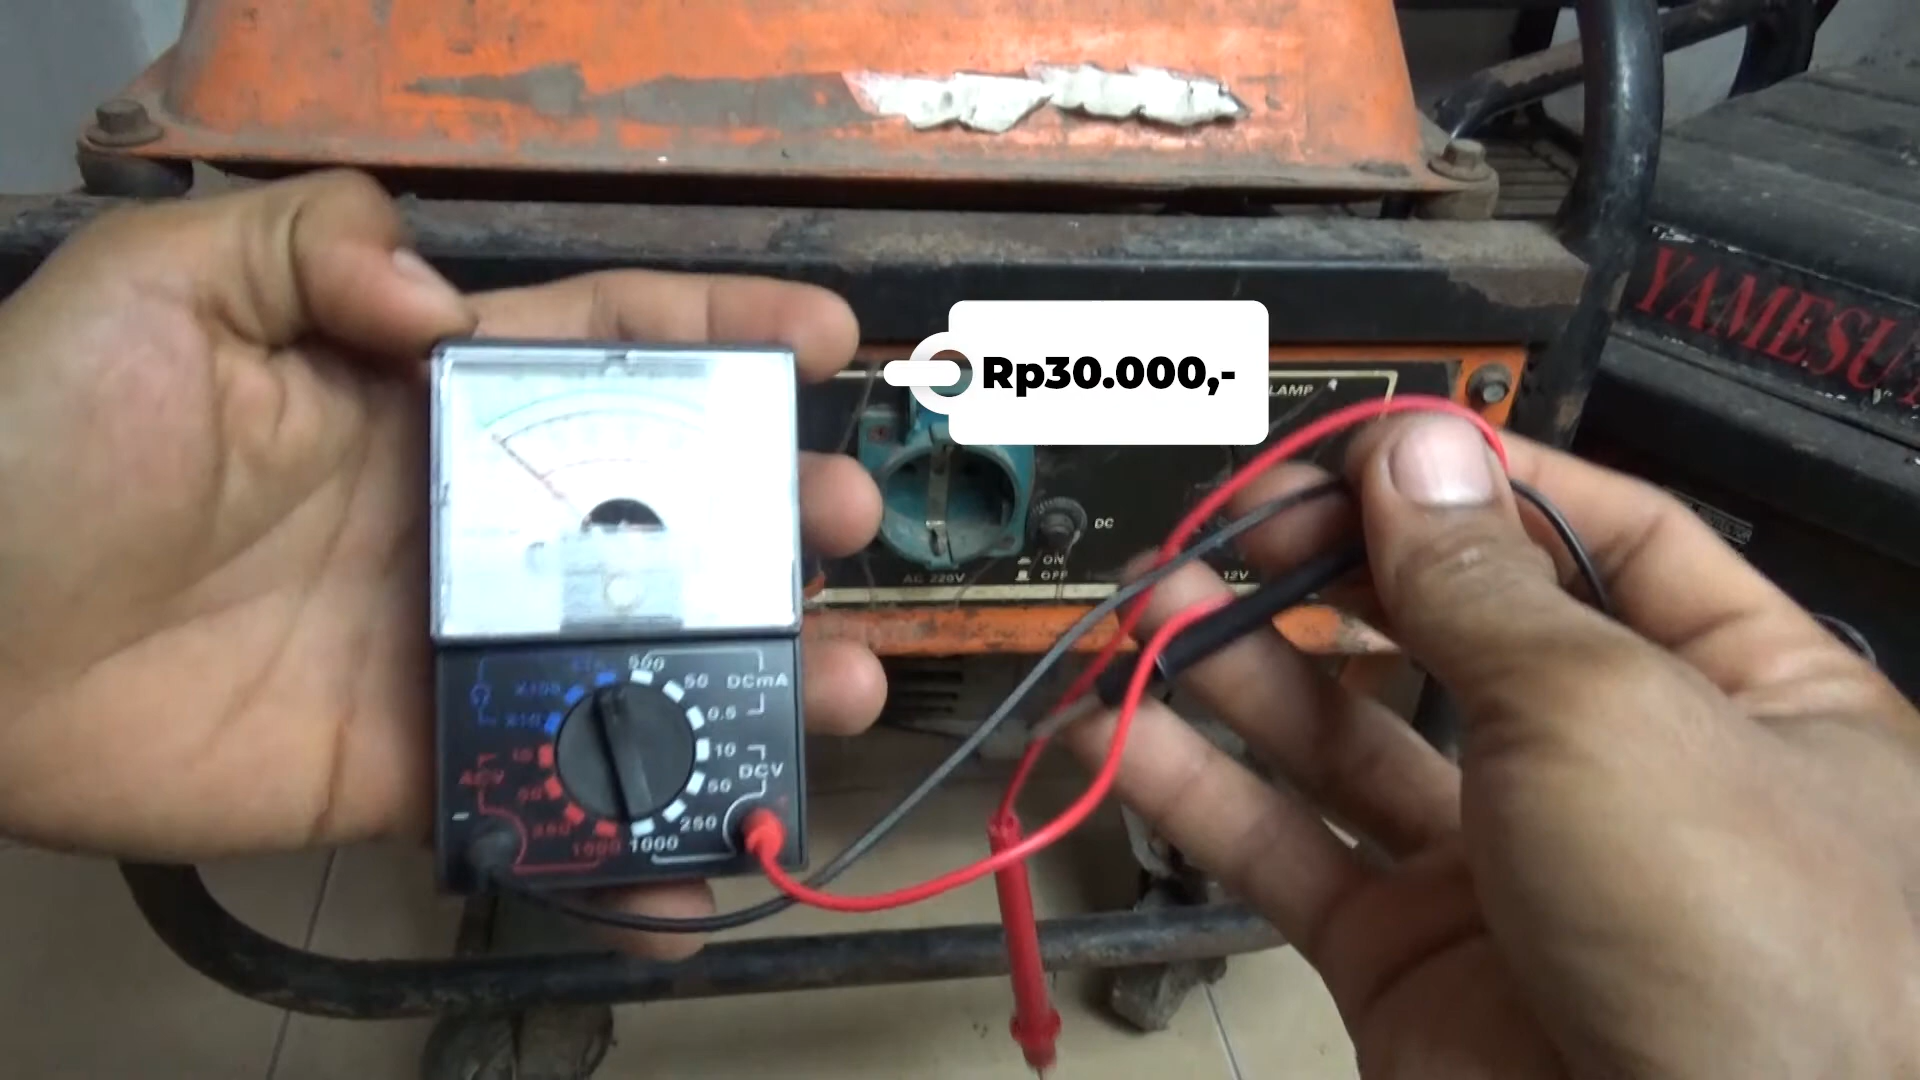 Rp30.000,-
LAMP
YAMESU
DC
ON
AC 220V
OFF
12V
500
X100
50
DCmA
X10
0.5
10
10
DCV
ACV
50
50
-
250
250
1000
1000